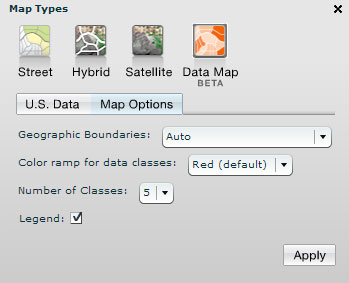 Map Types
Street Hybrid Satellite Data Map
BETA
U.S. Data Map Options
Geographic Boundaries: Auto
Color ramp for data classes: Red (default)
Number of Classes: 5
Legend:
Apply